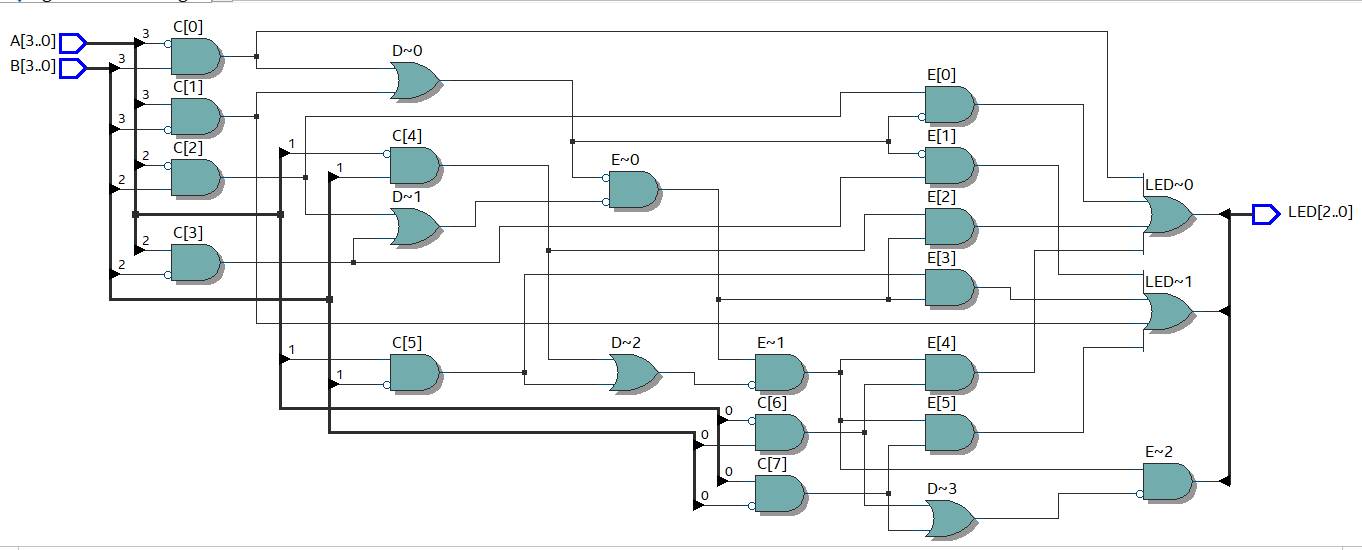 C[0]
A[3..0]
3
B[3..0]
3
D~0
E[0]
C[1]
3
3
C[4]
E[1]
C[2]
1
2
1
E~0
2
D~1
E[2]
LED~0
LED[2..0]
C[3]
2
2
E[3]
LED~1
C[5]
1
1
D~2
E~1
E[4]
C[6]
0
0
E[5]
C[7]
0
0
E~2
D~3